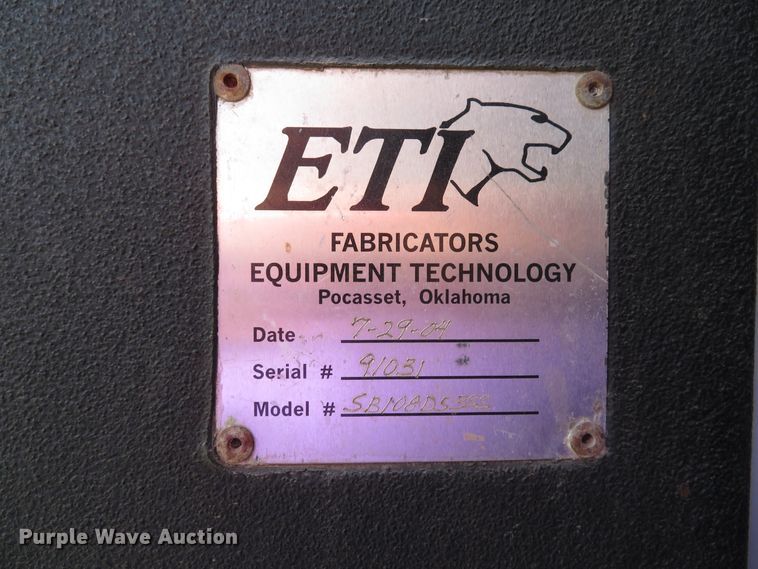 ETI
FABRICATORS
EQUIPMENT TECHNOLOGY
Pocasset, Oklahoma
Date 7-29-04
Serial # 91031
Model #
Purple Wave Auction